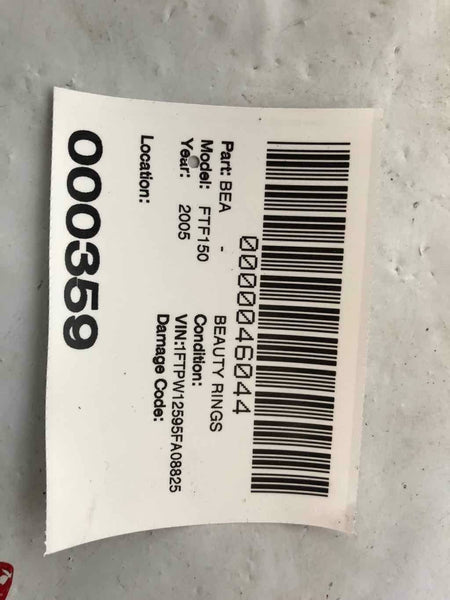 0000046044
Part: BEA - BEAUTY RINGS
Model: FTF150 Condition:
Year: 2005 VIN:1FTPW12595FA08825
Damage Code:
Location:
000359